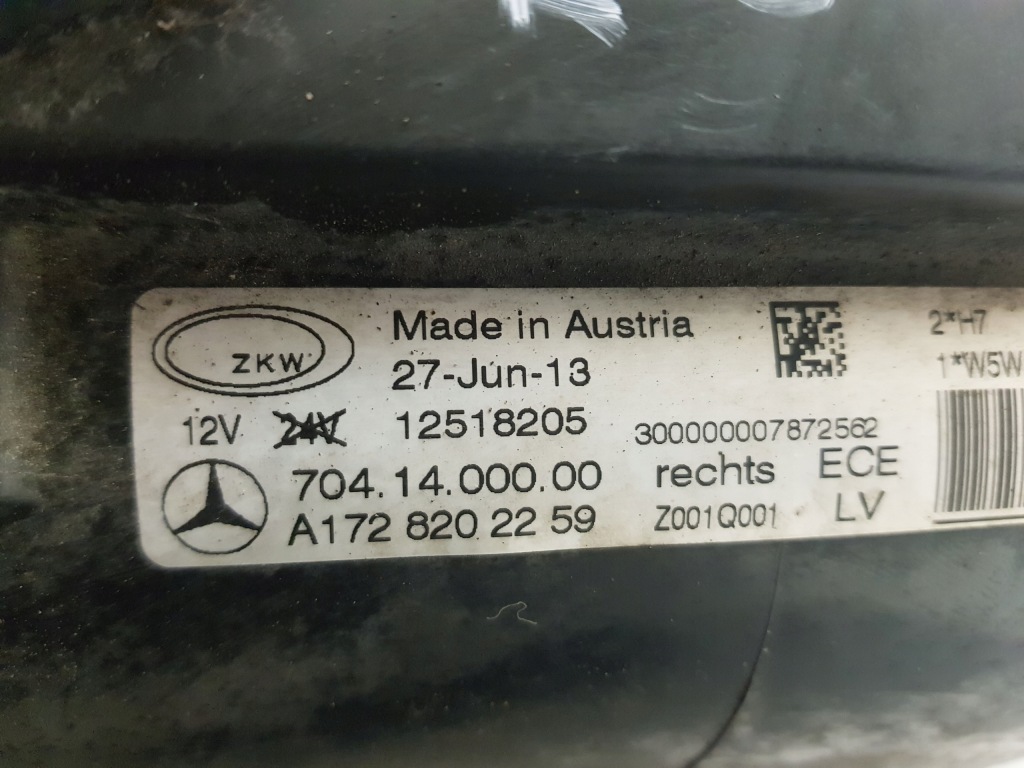 ZKW
Made in Austria
27-Jun-13
12V 24V 12518205
300000007872562
704.14.000.00
rechts ECE
A172 820 22 59
Z001Q001 LV
2*H7
1*W5W